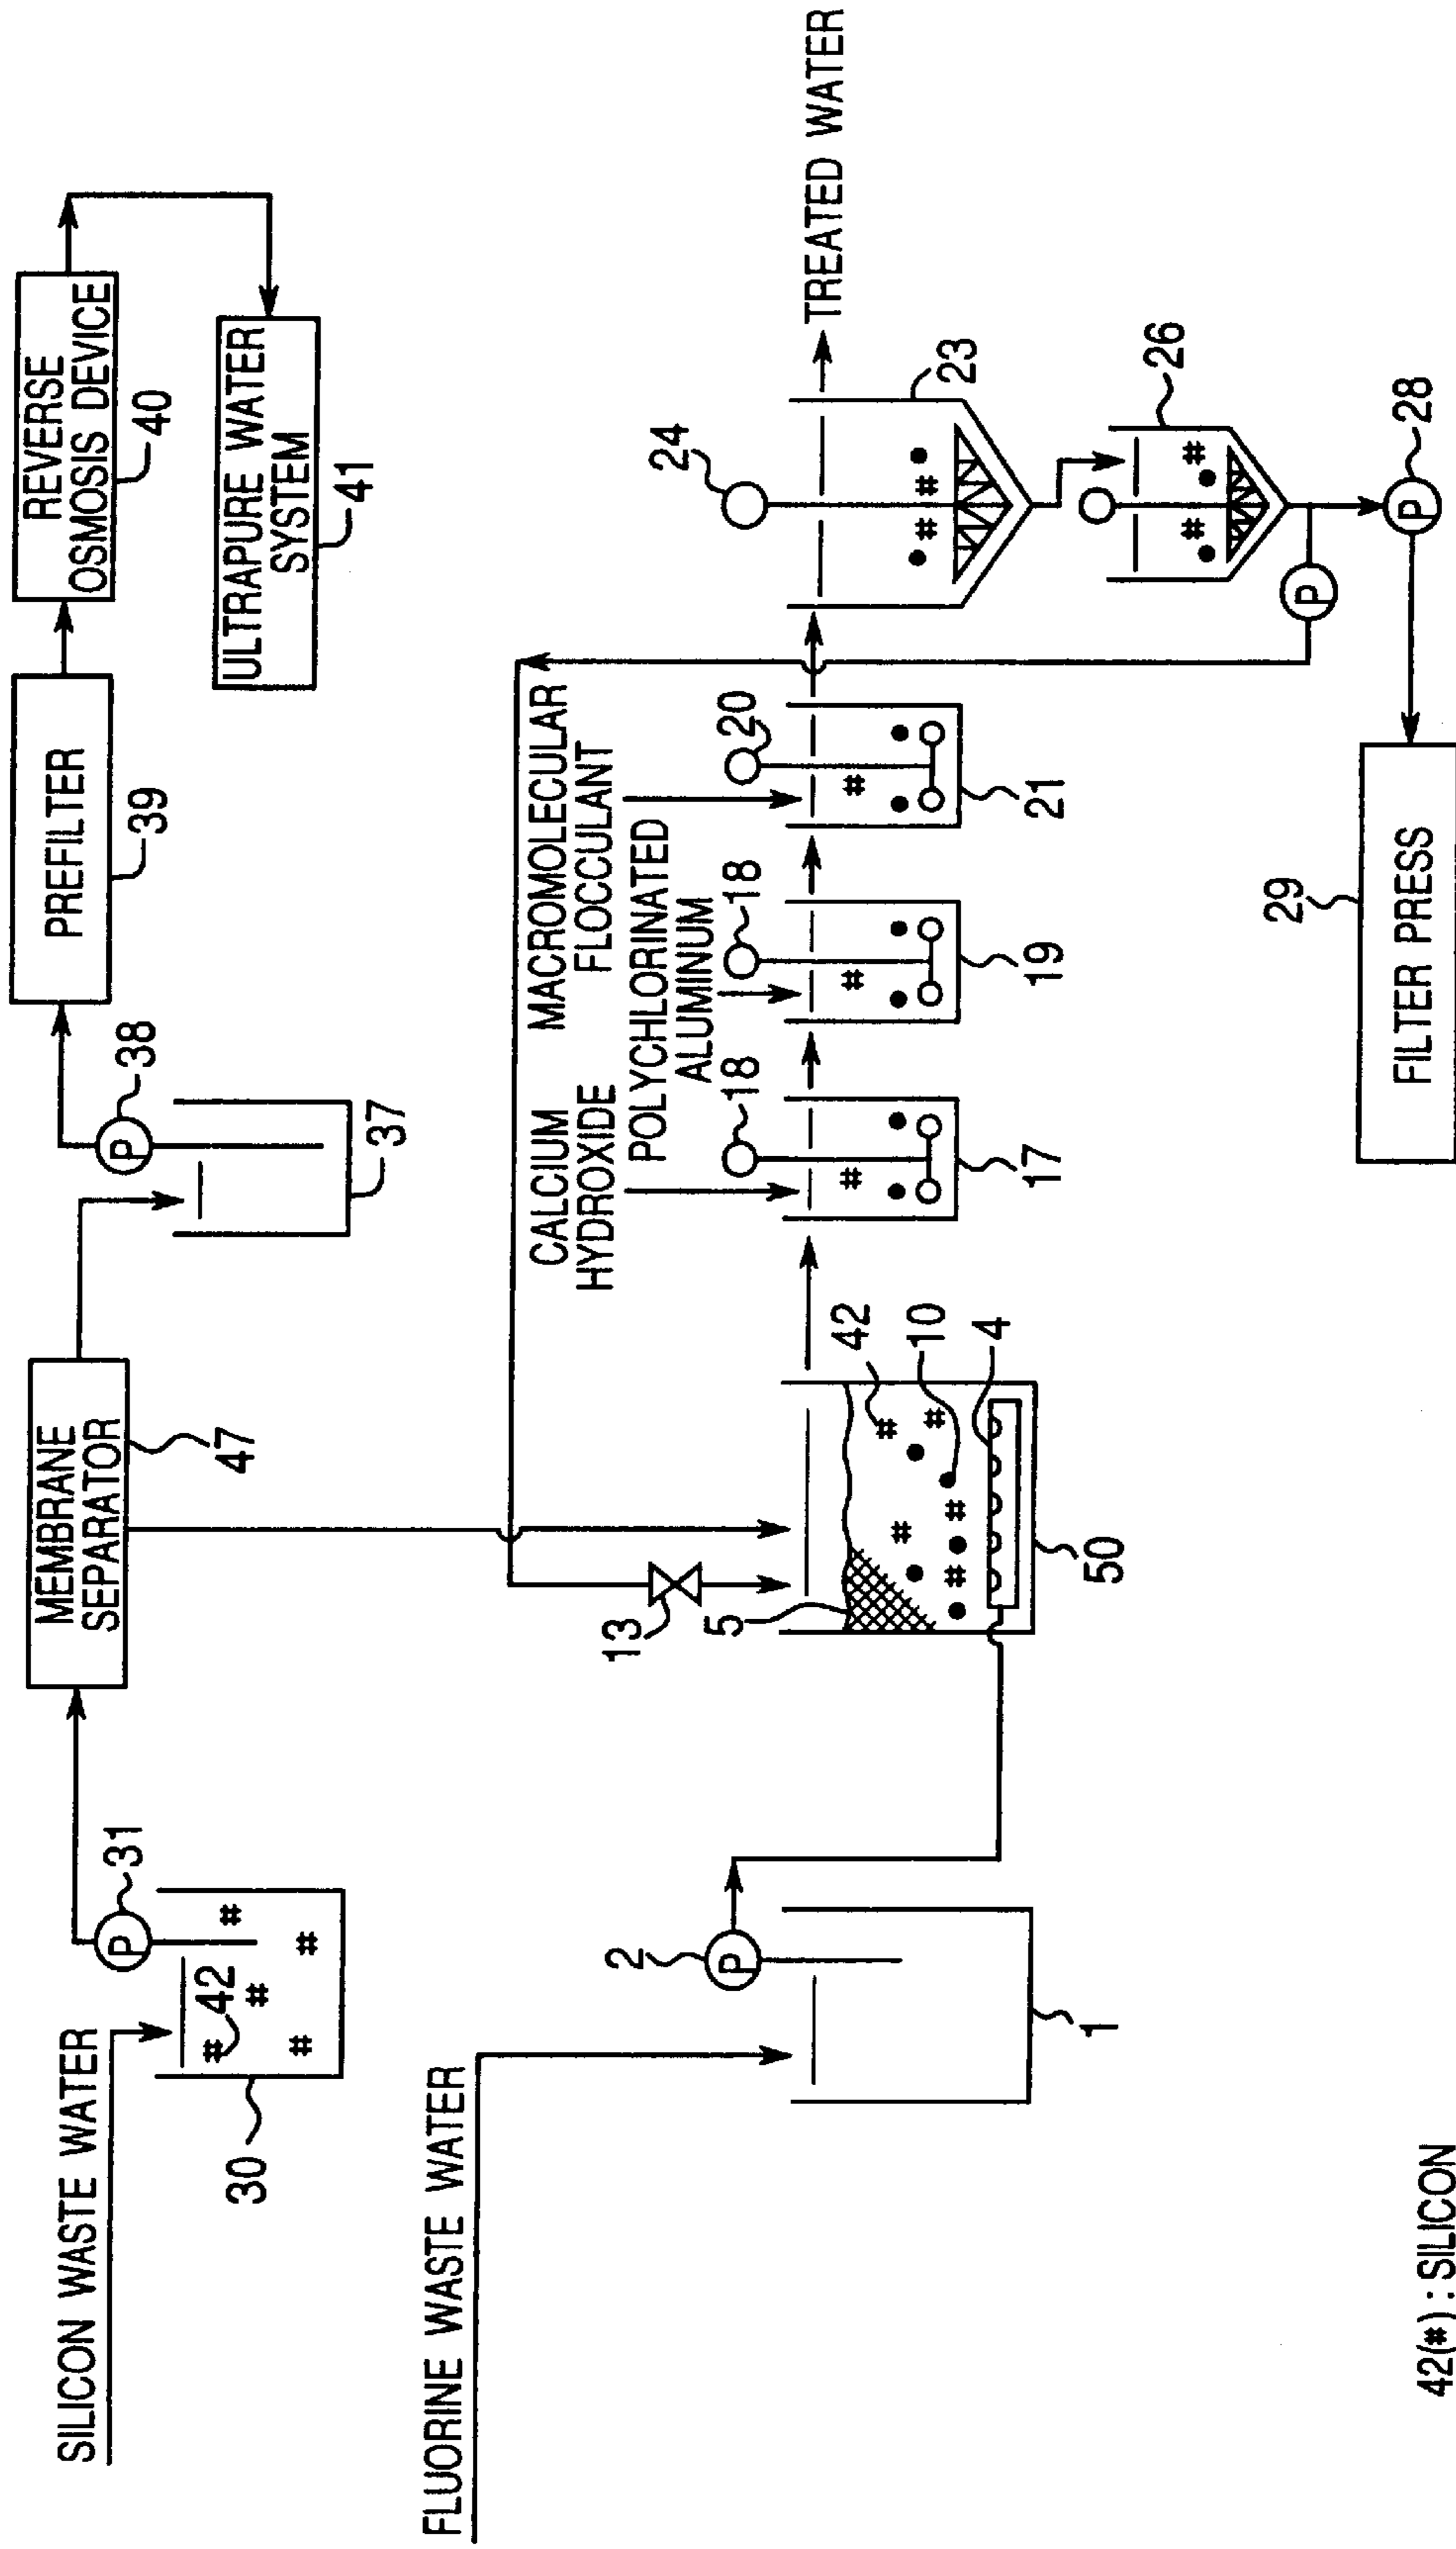 SILICON WASTE WATER
30
42
P
31
MEMBRANE
SEPARATOR
47
37
P
38
PREFILTER
39
REVERSE
OSMOSIS DEVICE
40
ULTRAPURE WATER
SYSTEM
41
FLUORINE WASTE WATER
1
2
P
13
5
42
10
4
50
CALCIUM
HYDROXIDE
18
17
POLYCHLORINATED
ALUMINUM
18
19
MACROMOLECULAR
FLOCCULANT
20
21
24
23
TREATED WATER
26
P
P
28
29
FILTER PRESS
42(#) : SILICON